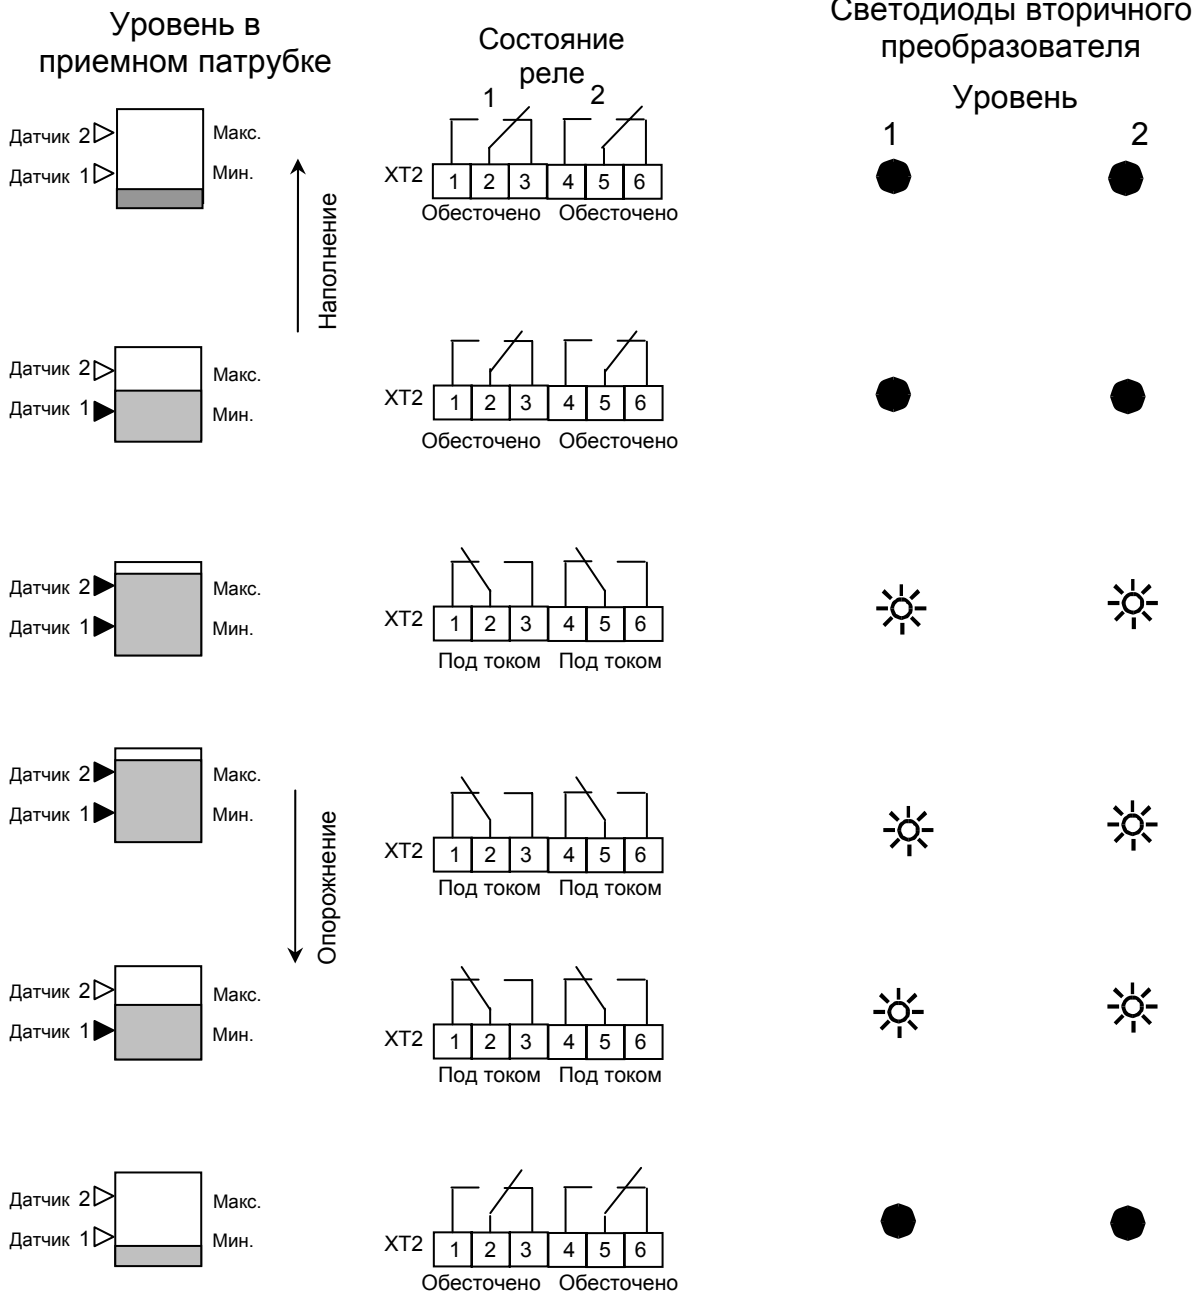 Уровень в
приемном патрубке
Состояние
реле
Светодиоды вторичного
преобразователя
Уровень
1 2
1 2
Датчик 2 Макс.
Датчик 1 Мин.
XT2 1 2 3 4 5 6
Обесточено Обесточено
Наполнение
Датчик 2 Макс.
Датчик 1 Мин.
XT2 1 2 3 4 5 6
Обесточено Обесточено
Датчик 2 Макс.
Датчик 1 Мин.
XT2 1 2 3 4 5 6
Под током Под током
Датчик 2 Макс.
Датчик 1 Мин.
XT2 1 2 3 4 5 6
Под током Под током
Опорожнение
Датчик 2 Макс.
Датчик 1 Мин.
XT2 1 2 3 4 5 6
Под током Под током
Датчик 2 Макс.
Датчик 1 Мин.
XT2 1 2 3 4 5 6
Обесточено Обесточено